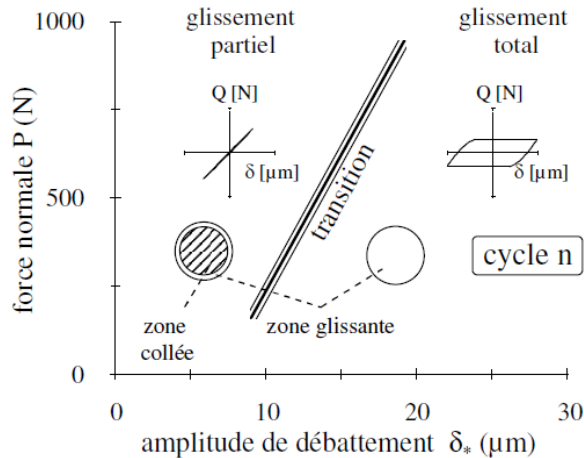 1000
500
0
force normale P (N)
glissement
partiel
glissement
total
Q [N]
δ [µm]
Q [N]
δ [µm]
transition
cycle n
zone
collée
zone glissante
0
10
20
30
amplitude de débattement δ* (µm)